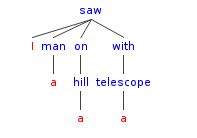 saw
I man on with
a hill telescope
a a